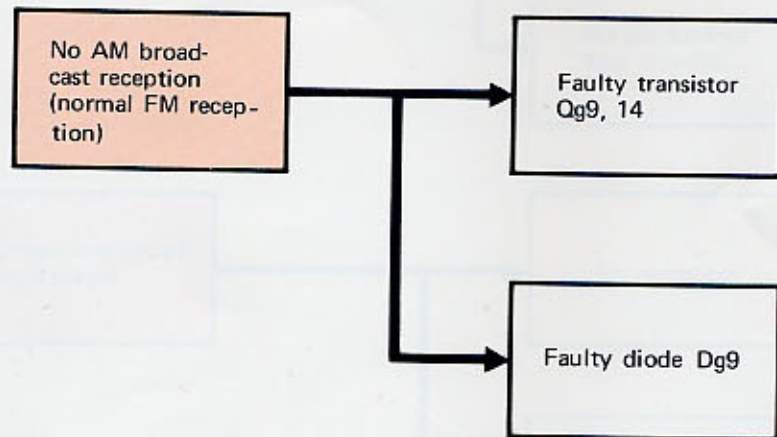 No AM broad-
cast reception
(normal FM recep-
tion)
Faulty transistor
Qg9, 14
Faulty diode Dg9